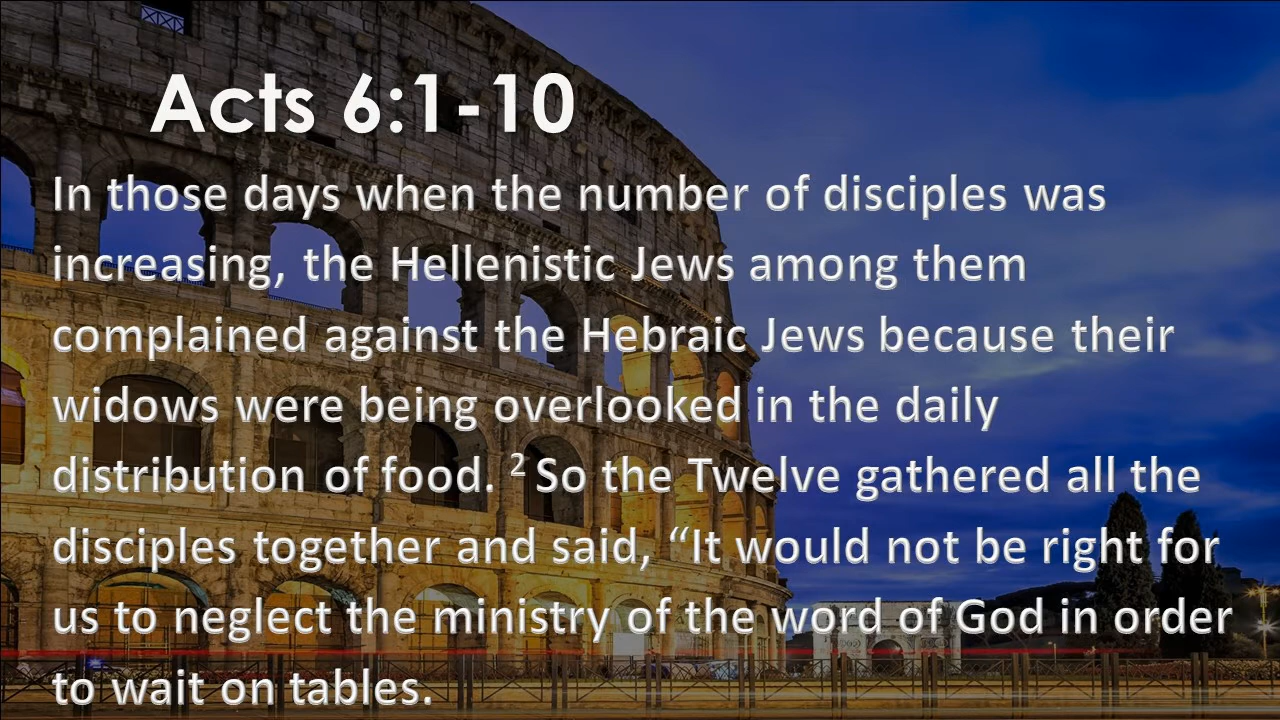 Acts 6:1-10
In those days when the number of disciples was
increasing, the Hellenistic Jews among them
complained against the Hebraic Jews because their
widows were being overlooked in the daily
distribution of food. ² So the Twelve gathered all the
disciples together and said, “It would not be right for
us to neglect the ministry of the word of God in order
to wait on tables.